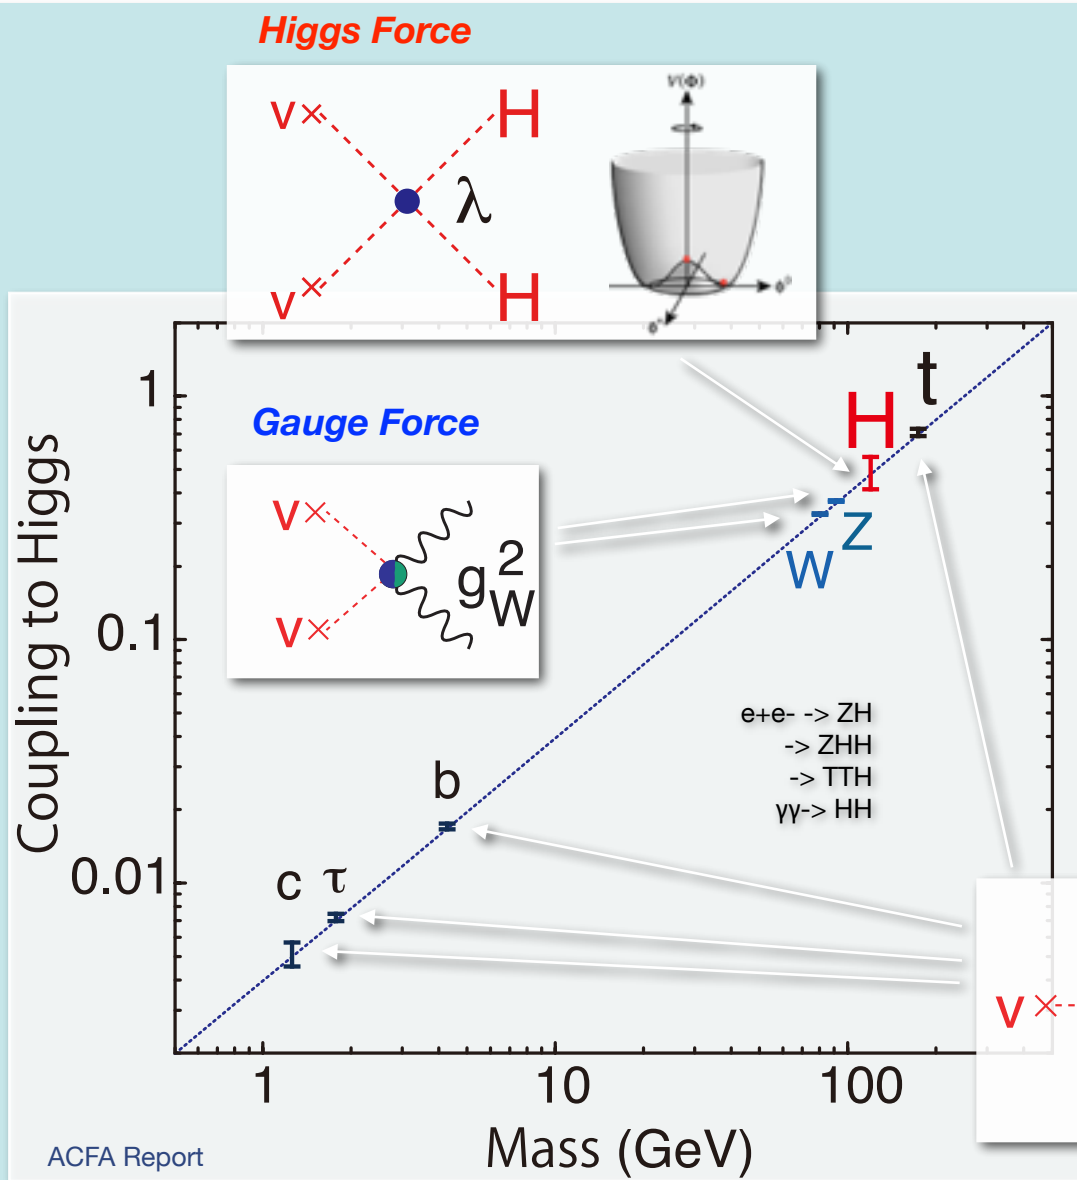 Higgs Force
v × H
λ
v × H
V(Φ)
Coupling to Higgs
1
0.1
0.01
Gauge Force
v ×
g²W
v ×
H
t
Z
W
e+e- -> ZH
-> ZHH
-> TTH
γγ-> HH
b
c τ
v ×
1 10 100
Mass (GeV)
ACFA Report